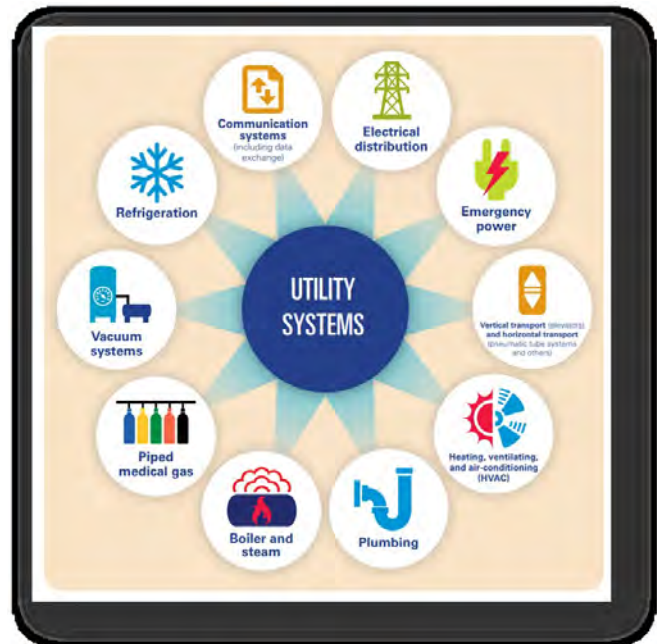 UTILITY
SYSTEMS
Communication
systems
(including data
exchange)
Electrical
distribution
Emergency
power
Vertical transport (elevators)
and horizontal transport
(pneumatic tube systems
and others)
Heating, ventilating,
and air-conditioning
(HVAC)
Plumbing
Boiler and
steam
Piped
medical gas
Vacuum
systems
Refrigeration